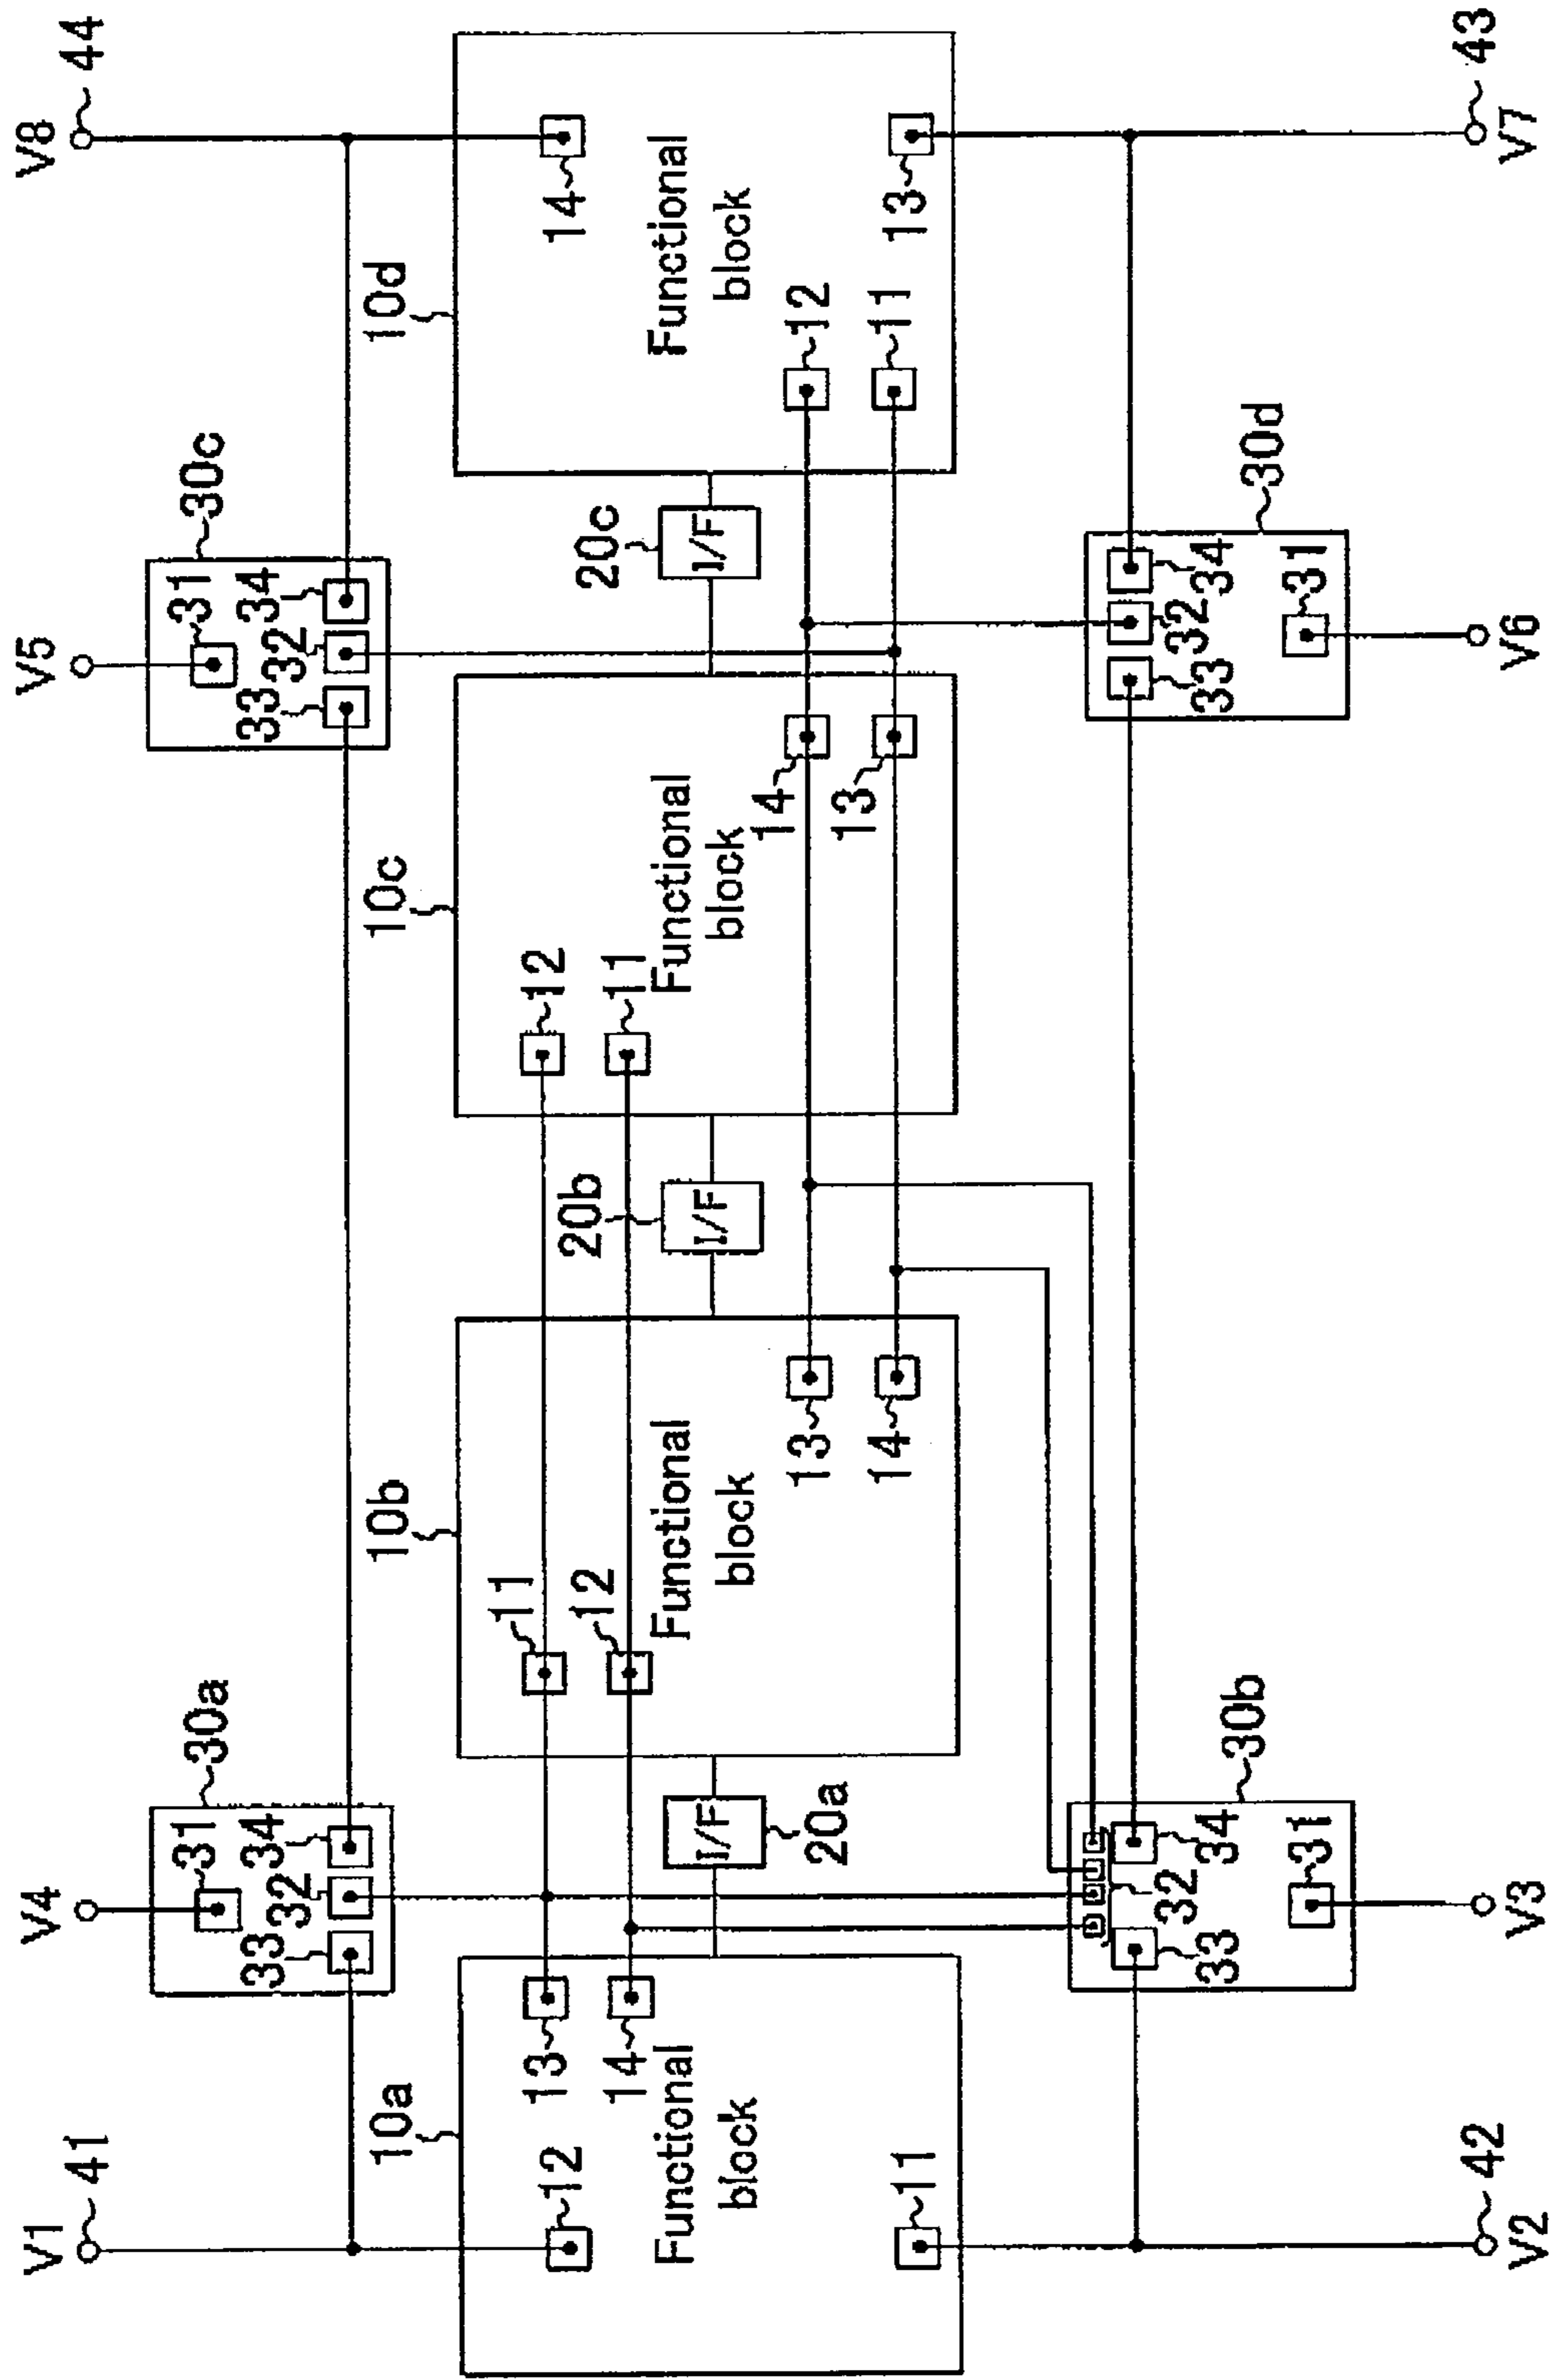 V1
41
V4
V5
V8
44
30a
31
33
32
34
30c
31
33
32
34
10a
10b
10c
10d
12
13
14
11
12
12
11
14
Functional
block
Functional
block
Functional
block
Functional
block
20a
I/F
20b
I/F
20c
I/F
11
13
14
14
13
12
11
13
30b
32
33
34
31
30d
33
32
34
31
V2
42
V3
V6
V7
43